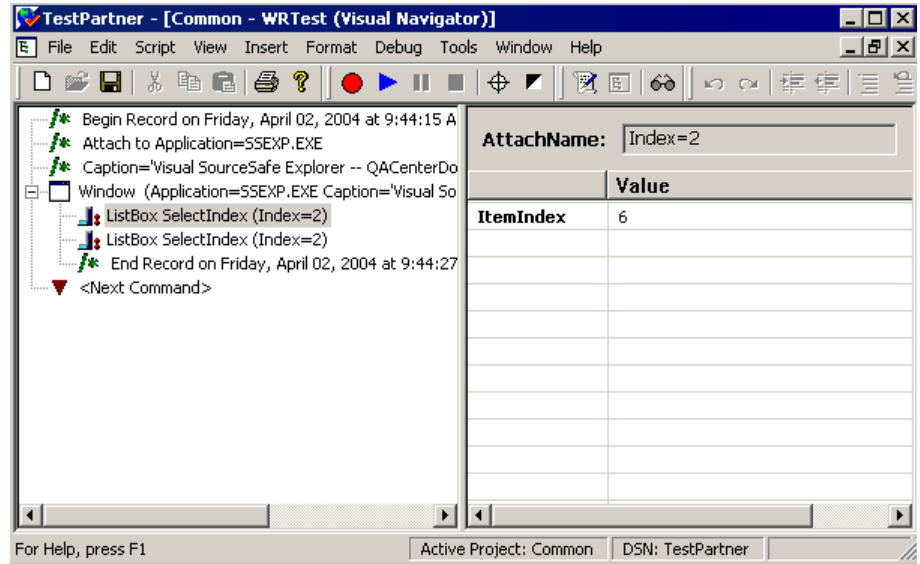 TestPartner - [Common - WRTest (Visual Navigator)]
File Edit Script View Insert Format Debug Tools Window Help
Begin Record on Friday, April 02, 2004 at 9:44:15 A
Attach to Application=SSEXP.EXE
Caption='Visual SourceSafe Explorer -- QACenterDo
Window (Application=SSEXP.EXE Caption='Visual So
ListBox SelectIndex (Index=2)
ListBox SelectIndex (Index=2)
End Record on Friday, April 02, 2004 at 9:44:27
<Next Command>
AttachName: Index=2
Value
ItemIndex 6
For Help, press F1 Active Project: Common DSN: TestPartner